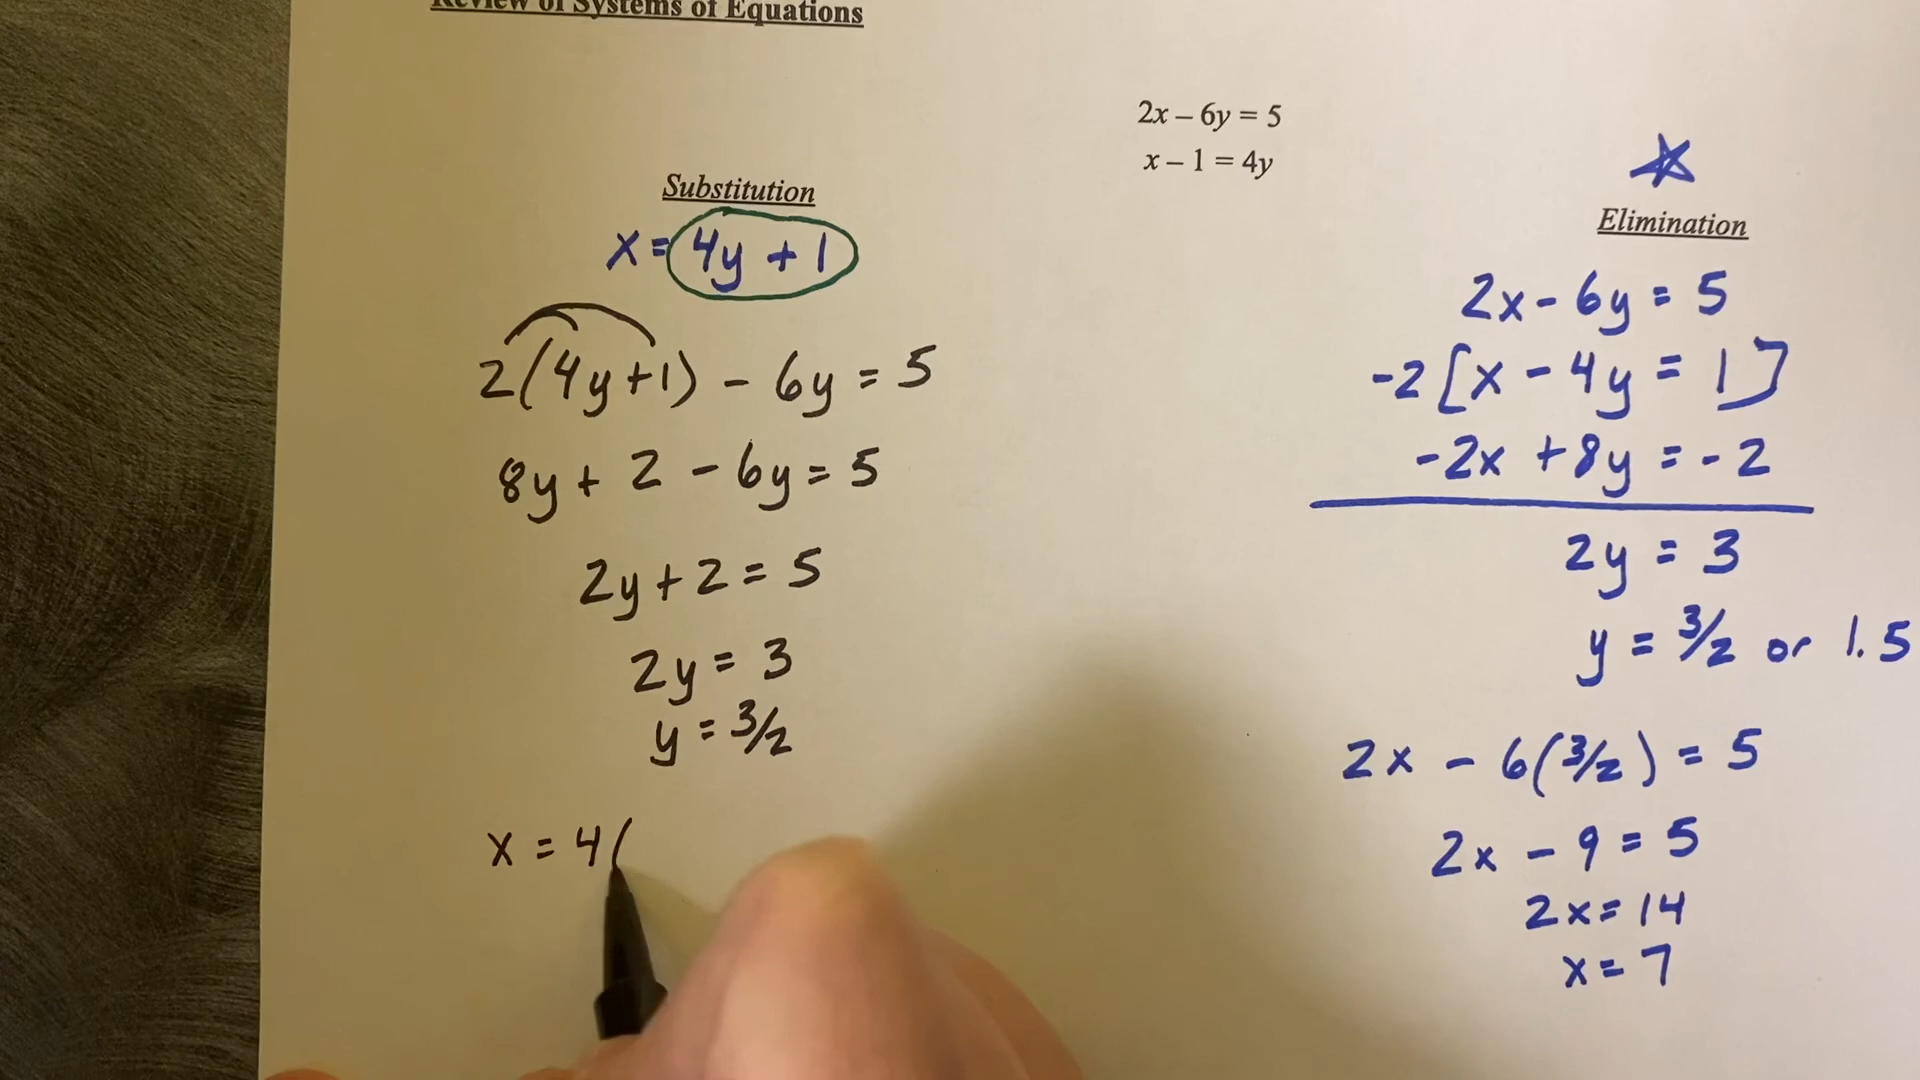 Review of Systems of Equations
2x – 6y = 5
x – 1 = 4y
Substitution
x = 4y + 1
2(4y+1) - 6y = 5
8y + 2 - 6y = 5
2y + 2 = 5
2y = 3
y = 3/2
x = 4(
Elimination
2x - 6y = 5
-2[x - 4y = 1]
-2x + 8y = -2
2y = 3
y = 3/2 or 1.5
2x - 6(3/2) = 5
2x - 9 = 5
2x = 14
x = 7